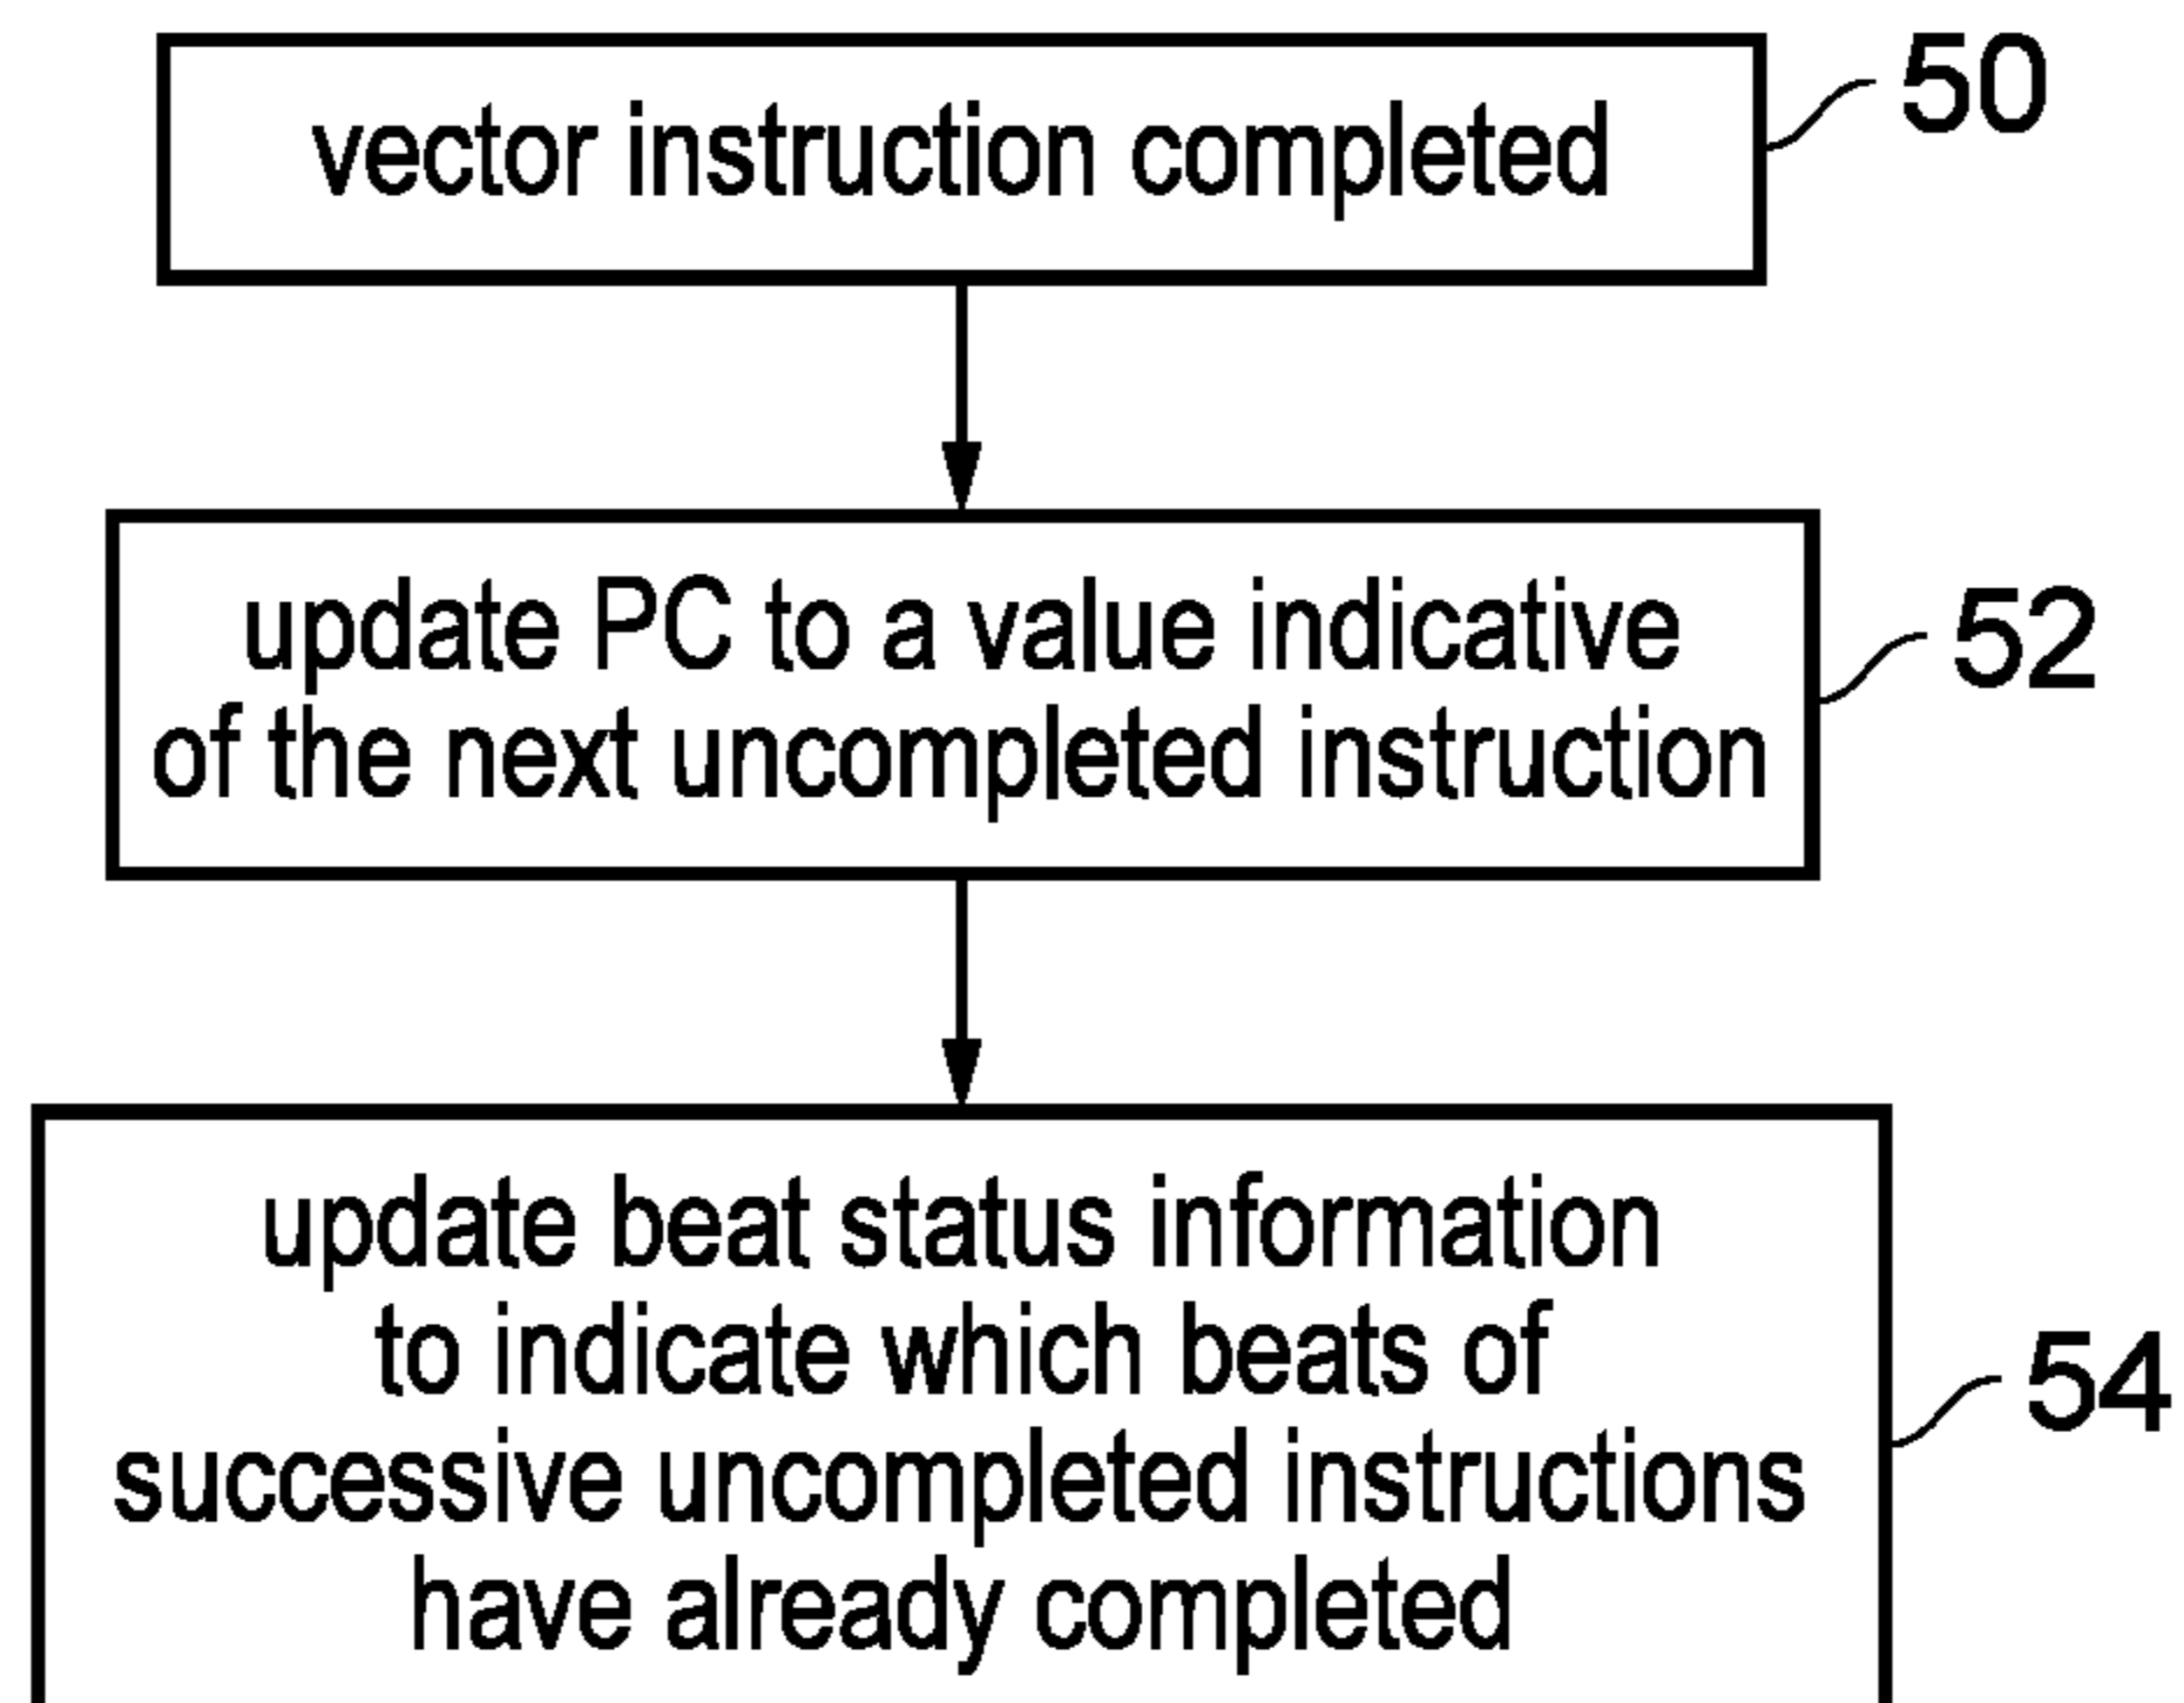 vector instruction completed
50
update PC to a value indicative
of the next uncompleted instruction
52
update beat status information
to indicate which beats of
successive uncompleted instructions
have already completed
54